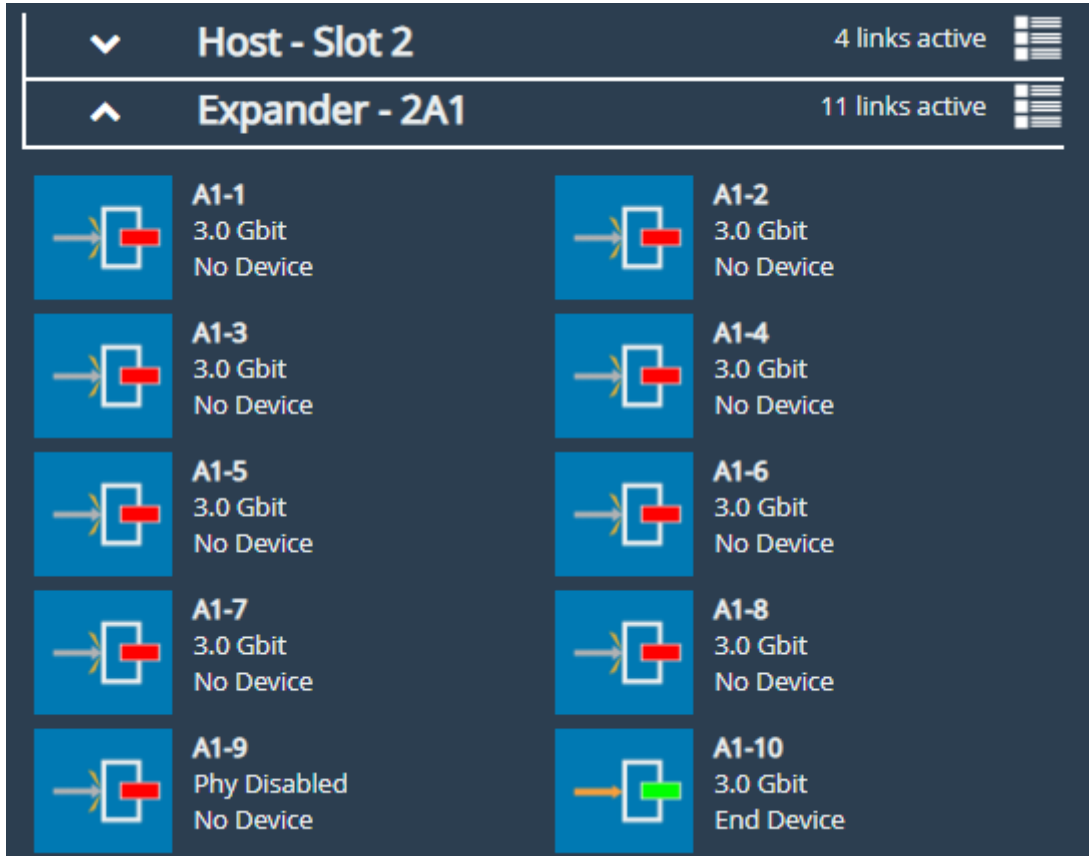 Host - Slot 2 4 links active
Expander - 2A1 11 links active
A1-1
3.0 Gbit
No Device
A1-2
3.0 Gbit
No Device
A1-3
3.0 Gbit
No Device
A1-4
3.0 Gbit
No Device
A1-5
3.0 Gbit
No Device
A1-6
3.0 Gbit
No Device
A1-7
3.0 Gbit
No Device
A1-8
3.0 Gbit
No Device
A1-9
Phy Disabled
No Device
A1-10
3.0 Gbit
End Device